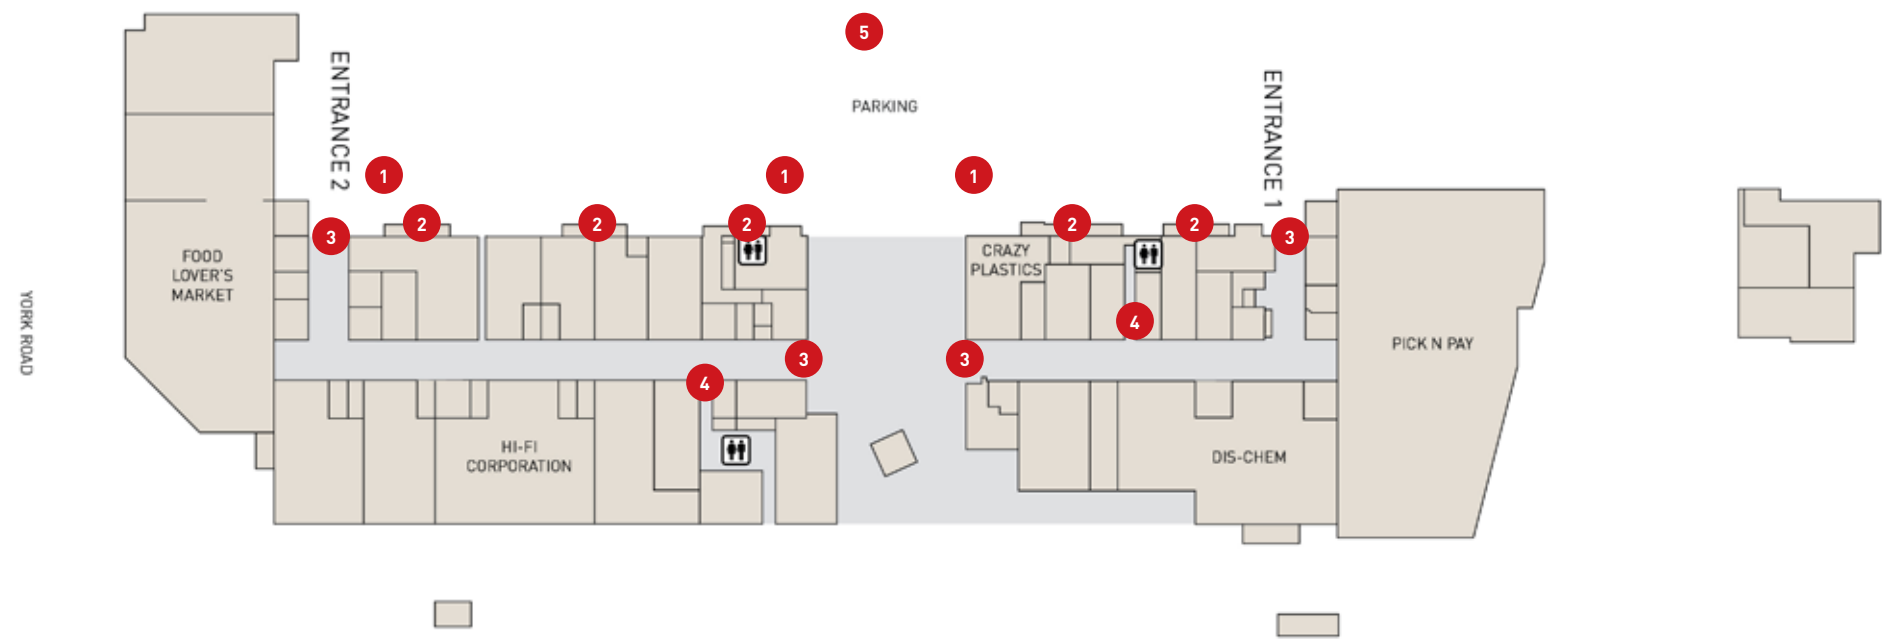 5
PARKING
ENTRANCE 2
ENTRANCE 1
1
1
1
2
2
2
2
2
3
3
CRAZY
PLASTICS
FOOD
LOVER'S
MARKET
YORK ROAD
4
PICK N PAY
3
3
4
HI-FI
CORPORATION
DIS-CHEM